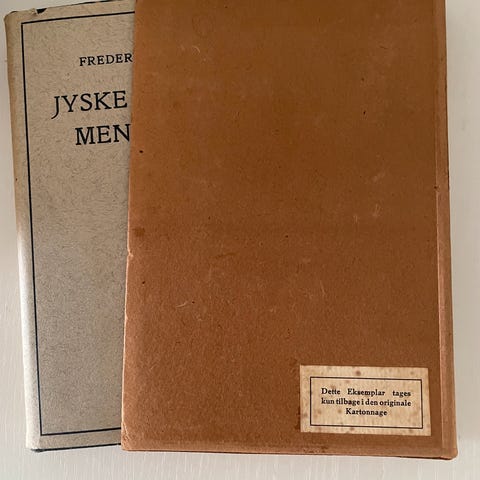 FREDER
JYSKE
MEN
Dette Eksemplar tages
kun tilbage i den originale
Kartonnage